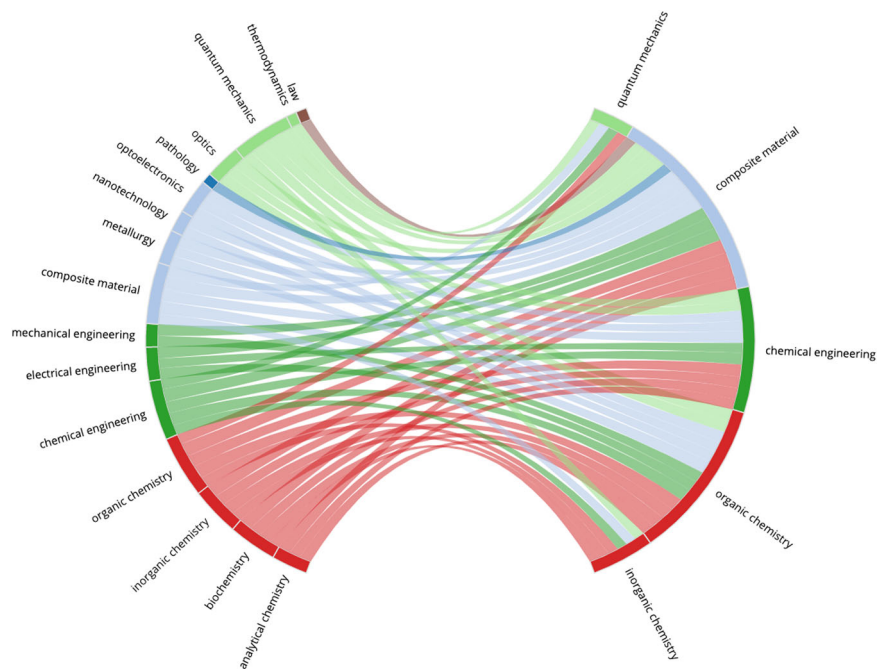 law
thermodynamics
quantum mechanics
optics
pathology
optoelectronics
nanotechnology
metallurgy
composite material
mechanical engineering
electrical engineering
chemical engineering
organic chemistry
inorganic chemistry
biochemistry
analytical chemistry
quantum mechanics
composite material
chemical engineering
organic chemistry
inorganic chemistry